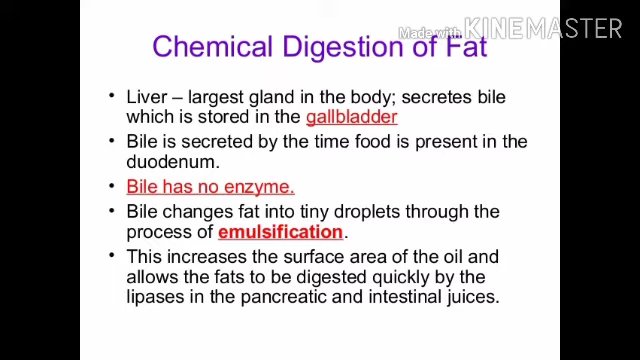 Made with KINEMASTER
Chemical Digestion of Fat
• Liver – largest gland in the body; secretes bile
which is stored in the gallbladder
• Bile is secreted by the time food is present in the
duodenum.
• Bile has no enzyme.
• Bile changes fat into tiny droplets through the
process of emulsification.
• This increases the surface area of the oil and
allows the fats to be digested quickly by the
lipases in the pancreatic and intestinal juices.